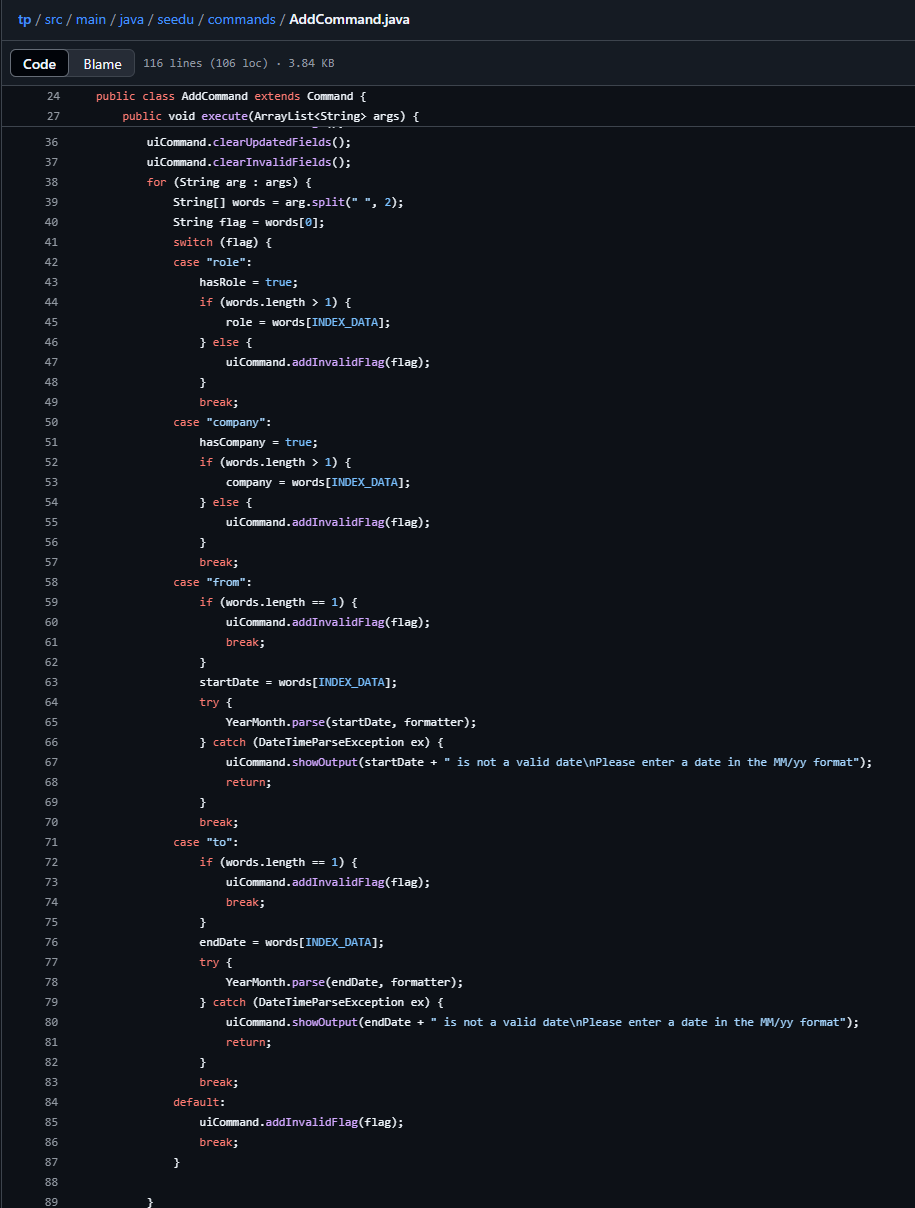 tp / src / main / java / seedu / commands / AddCommand.java
Code Blame 116 lines (106 loc) · 3.84 KB
24 public class AddCommand extends Command {
27 public void execute(ArrayList<String> args) {
36 uiCommand.clearUpdatedFields();
37 uiCommand.clearInvalidFields();
38 for (String arg : args) {
39 String[] words = arg.split(" ", 2);
40 String flag = words[0];
41 switch (flag) {
42 case "role":
43 hasRole = true;
44 if (words.length > 1) {
45 role = words[INDEX_DATA];
46 } else {
47 uiCommand.addInvalidFlag(flag);
48 }
49 break;
50 case "company":
51 hasCompany = true;
52 if (words.length > 1) {
53 company = words[INDEX_DATA];
54 } else {
55 uiCommand.addInvalidFlag(flag);
56 }
57 break;
58 case "from":
59 if (words.length == 1) {
60 uiCommand.addInvalidFlag(flag);
61 break;
62 }
63 startDate = words[INDEX_DATA];
64 try {
65 YearMonth.parse(startDate, formatter);
66 } catch (DateTimeParseException ex) {
67 uiCommand.showOutput(startDate + " is not a valid date\nPlease enter a date in the MM/yy format");
68 return;
69 }
70 break;
71 case "to":
72 if (words.length == 1) {
73 uiCommand.addInvalidFlag(flag);
74 break;
75 }
76 endDate = words[INDEX_DATA];
77 try {
78 YearMonth.parse(endDate, formatter);
79 } catch (DateTimeParseException ex) {
80 uiCommand.showOutput(endDate + " is not a valid date\nPlease enter a date in the MM/yy format");
81 return;
82 }
83 break;
84 default:
85 uiCommand.addInvalidFlag(flag);
86 break;
87 }
88
89 }